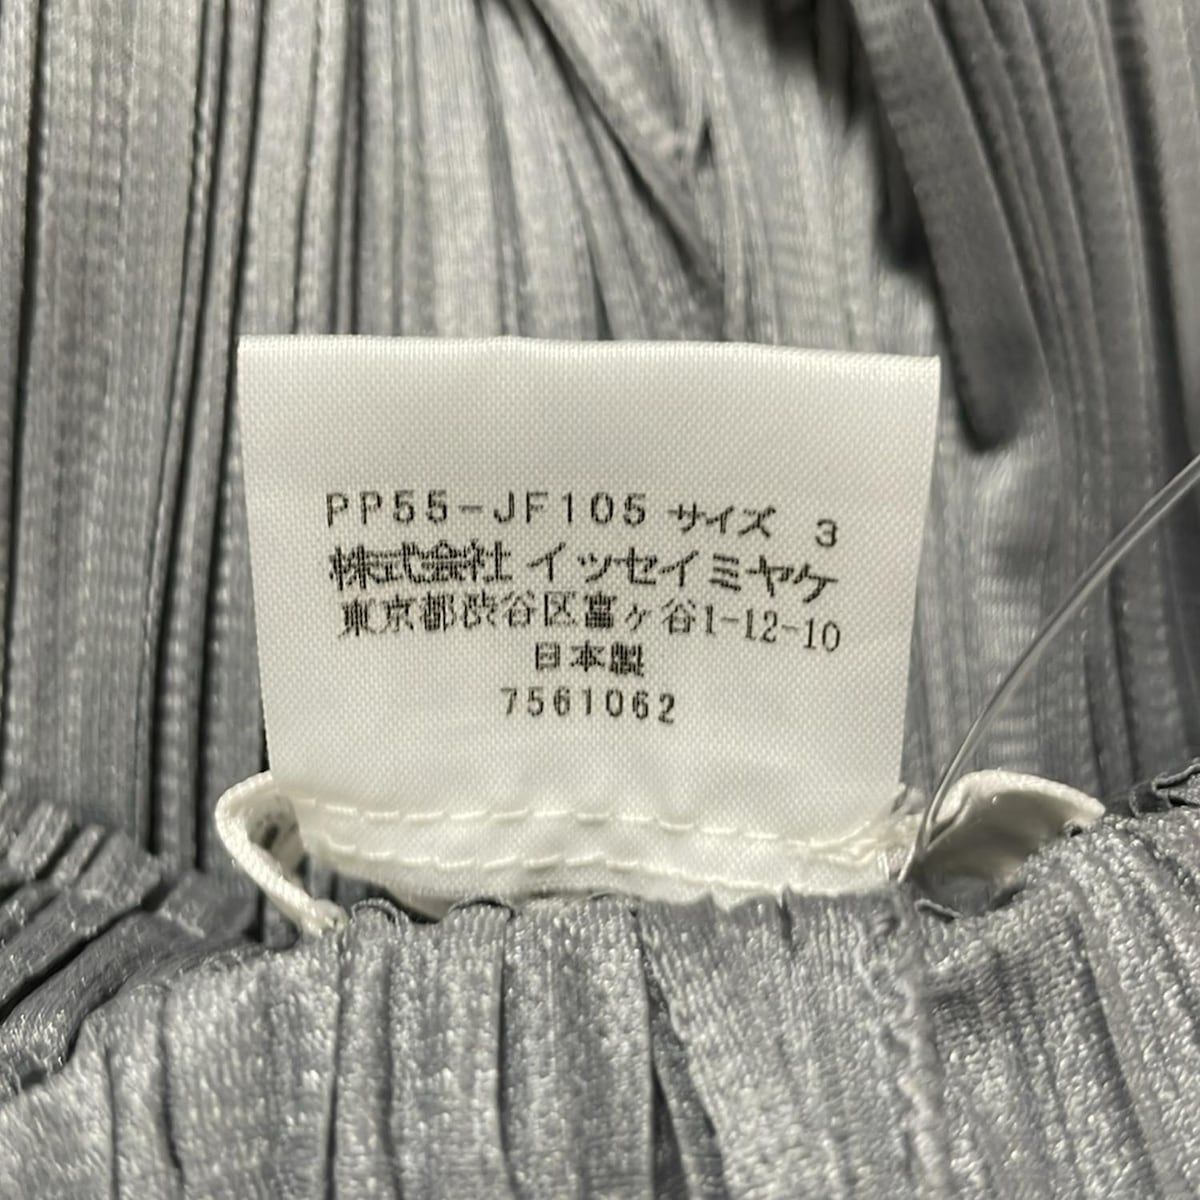 PP55-JF105 サイズ 3
株式会社 イッセイミヤケ
東京都渋谷区富ヶ谷1-12-10
日本製
7561062